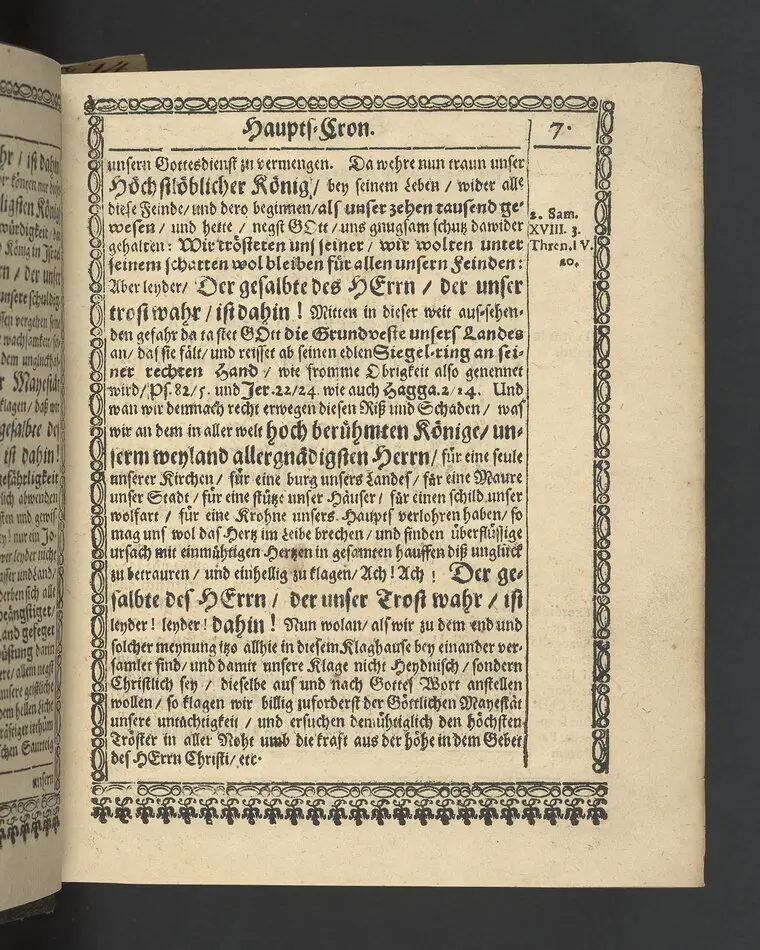 Haupts-Cron.
7.
unsern Gottesdienst zu vermengen. Da wehre nun traun unser
Höchstlöblicher König / bey seinem Leben / wider alle
diese Feinde / und dero beginnen / als unser zehen tausend ge-
wesen / und hette / negst GOtt / uns gnugsam schutz dawider
gehalten: Wir trösteten uns seiner / wir wolten unter
seinem schatten wol bleiben für allen unsern Feinden:
Aber leyder / Der gesalbte des HErrn / der unser
trost wahr / ist dahin! Mitten in dieser weit aus-sehen-
den gefahr da tastet GOtt die Grundveste unsers Landes
an / daß sie fält / und reisset ab seinen edlen Siegel-ring an sei-
ner rechten Hand / wie fromme Obrigkeit also genennet
wird / Ps. 82 / 5. und Jer. 22 / 24. wie auch Hagga. 2 / 24. Und
wan wir demnach recht erwegen diesen Riß und Schaden / was
wir an dem in aller welt hoch berühmten Könige / un-
serm weyland allergnädigsten Herrn / für eine seule
unserer Kirchen / für eine burg unsers Landes / für eine Maure
unser Stadt / für eine stütze unser Häuser / für einen schild unser
wolfart / für eine Krohne unsers Haupts verlohren haben / so
mag uns wol das Hertz im Leibe brechen / und finden überflüssige
ursach mit einmühtigen Hertzen in gesamten hauffen diß unglück
zu betrauren / und einhellig zu klagen / Ach! Ach! Der ge-
salbte des HErrn / der unser Trost wahr / ist
leyder! leyder! dahin! Nun wolan / als wir zu dem end und
solcher meynung itzo allhie in diesem Klaghause bey einander ver-
samlet sind / und damit unsere Klage nicht Heydnisch / sondern
Christlich sey / dieselbe aus und nach Gottes Wort anstellen
wollen / so klagen wir billig zuforderst der Göttlichen Mayestät
unsere untüchtigkeit / und ersuchen demühtiglich den höchsten
Tröster in aller Noht umb die kraft aus der höhe in dem Gebet
des HErrn Christi / etc.
2. Sam.
XVIII. 3.
Thren. IV.
20.